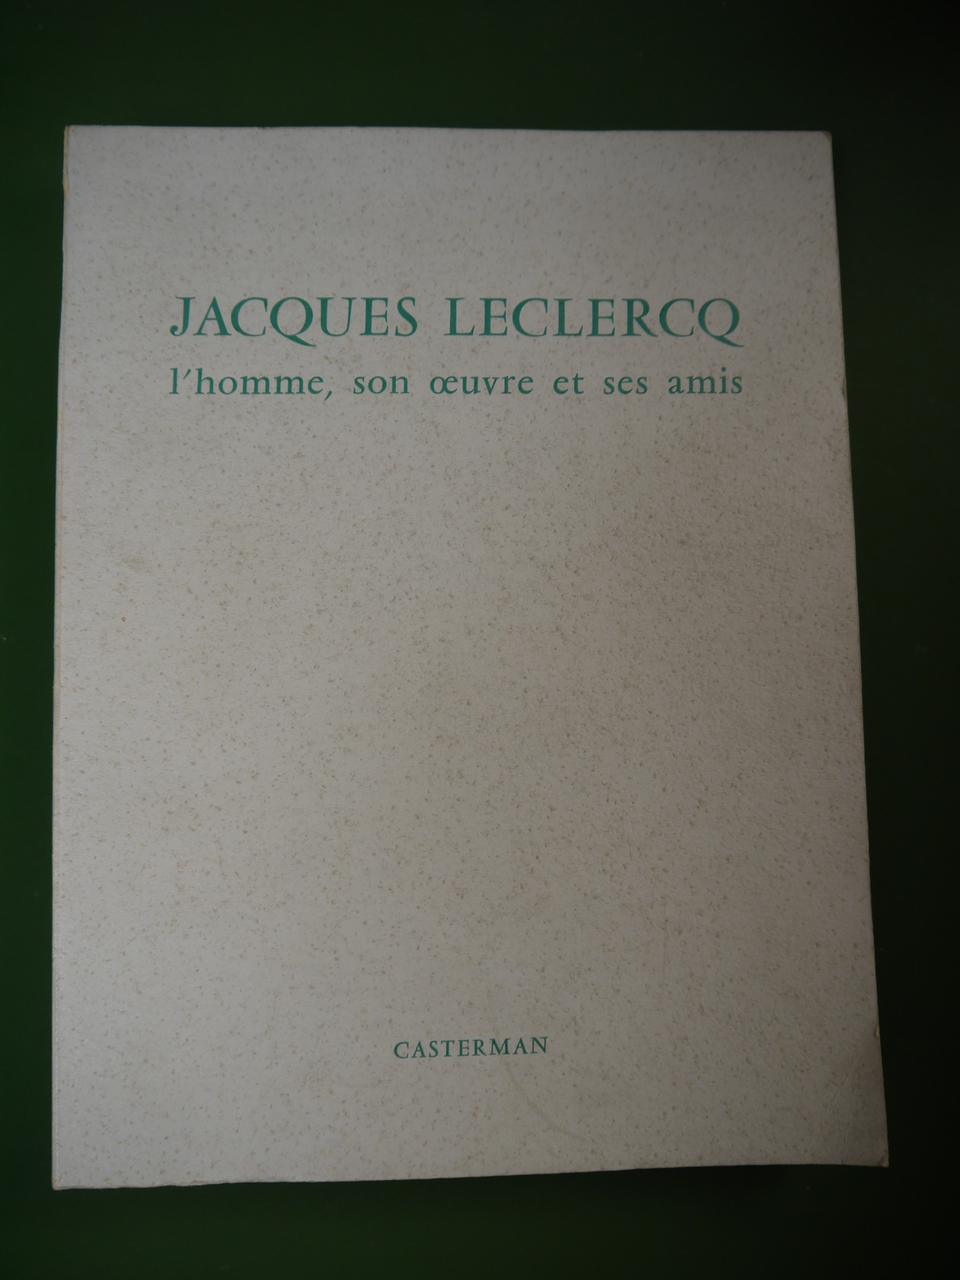 JACQUES LECLERCQ
l'homme, son œuvre et ses amis
CASTERMAN